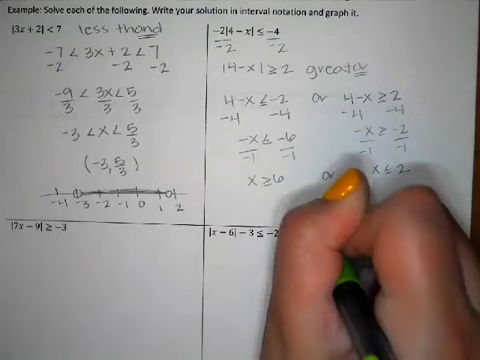 Example: Solve each of the following. Write your solution in interval notation and graph it.
|3x + 2| < 7 less thand
-7 < 3x + 2 < 7
-2 -2 -2
-9/3 < 3x/3 < 5/3
-3 < x < 5/3
(-3, 5/3)
-4 -3 -2 -1 0 1 2
-2|4 - x| ≤ -4
-2 -2
|4-x| ≥ 2 greater
4-x ≤ -2 or 4-x ≥ 2
-4 -4 -4 -4
-x ≤ -6 -x ≥ -2
-1 -1 -1 -1
x ≥ 6 or x ≤ 2
|7x - 9| ≥ -3
|x - 6| - 3 ≤ -2